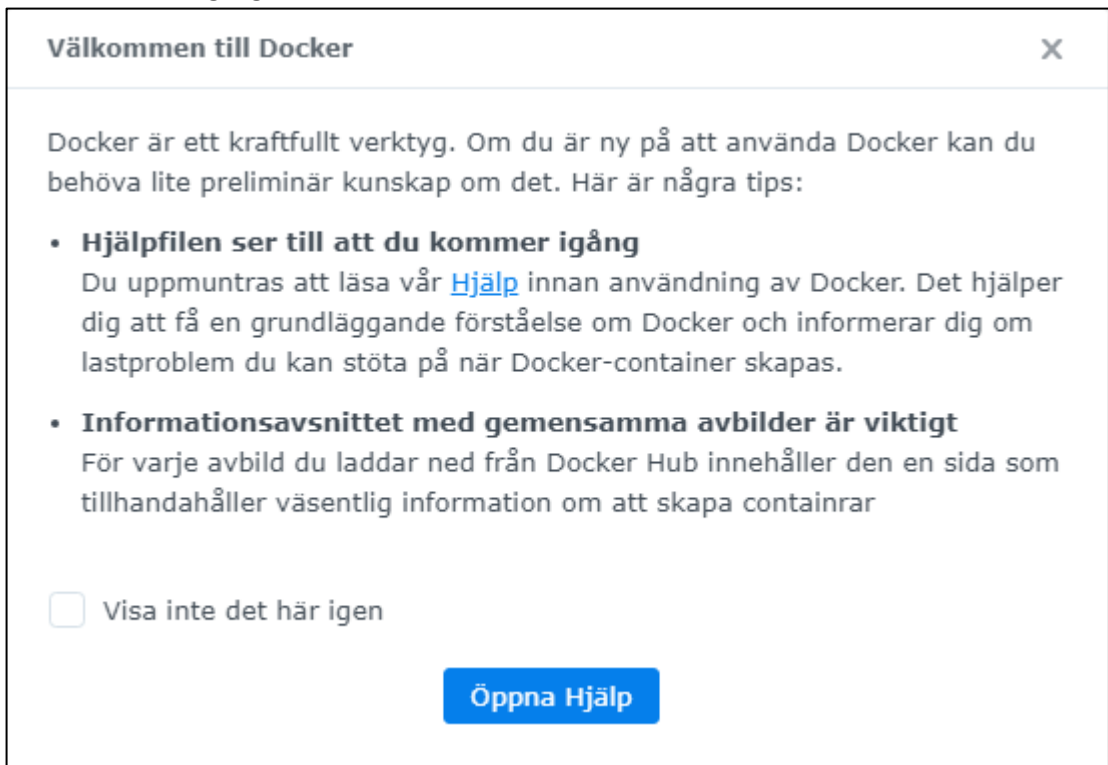 Välkommen till Docker
Docker är ett kraftfullt verktyg. Om du är ny på att använda Docker kan du
behöva lite preliminär kunskap om det. Här är några tips:
• Hjälpfilen ser till att du kommer igång
Du uppmuntras att läsa vår Hjälp innan användning av Docker. Det hjälper
dig att få en grundläggande förståelse om Docker och informerar dig om
lastproblem du kan stöta på när Docker-container skapas.
• Informationsavsnittet med gemensamma avbilder är viktigt
För varje avbild du laddar ned från Docker Hub innehåller den en sida som
tillhandahåller väsentlig information om att skapa containrar
Visa inte det här igen
Öppna Hjälp